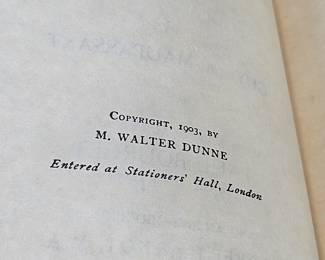 COPYRIGHT, 1903, BY
M. WALTER DUNNE
Entered at Stationers' Hall, London